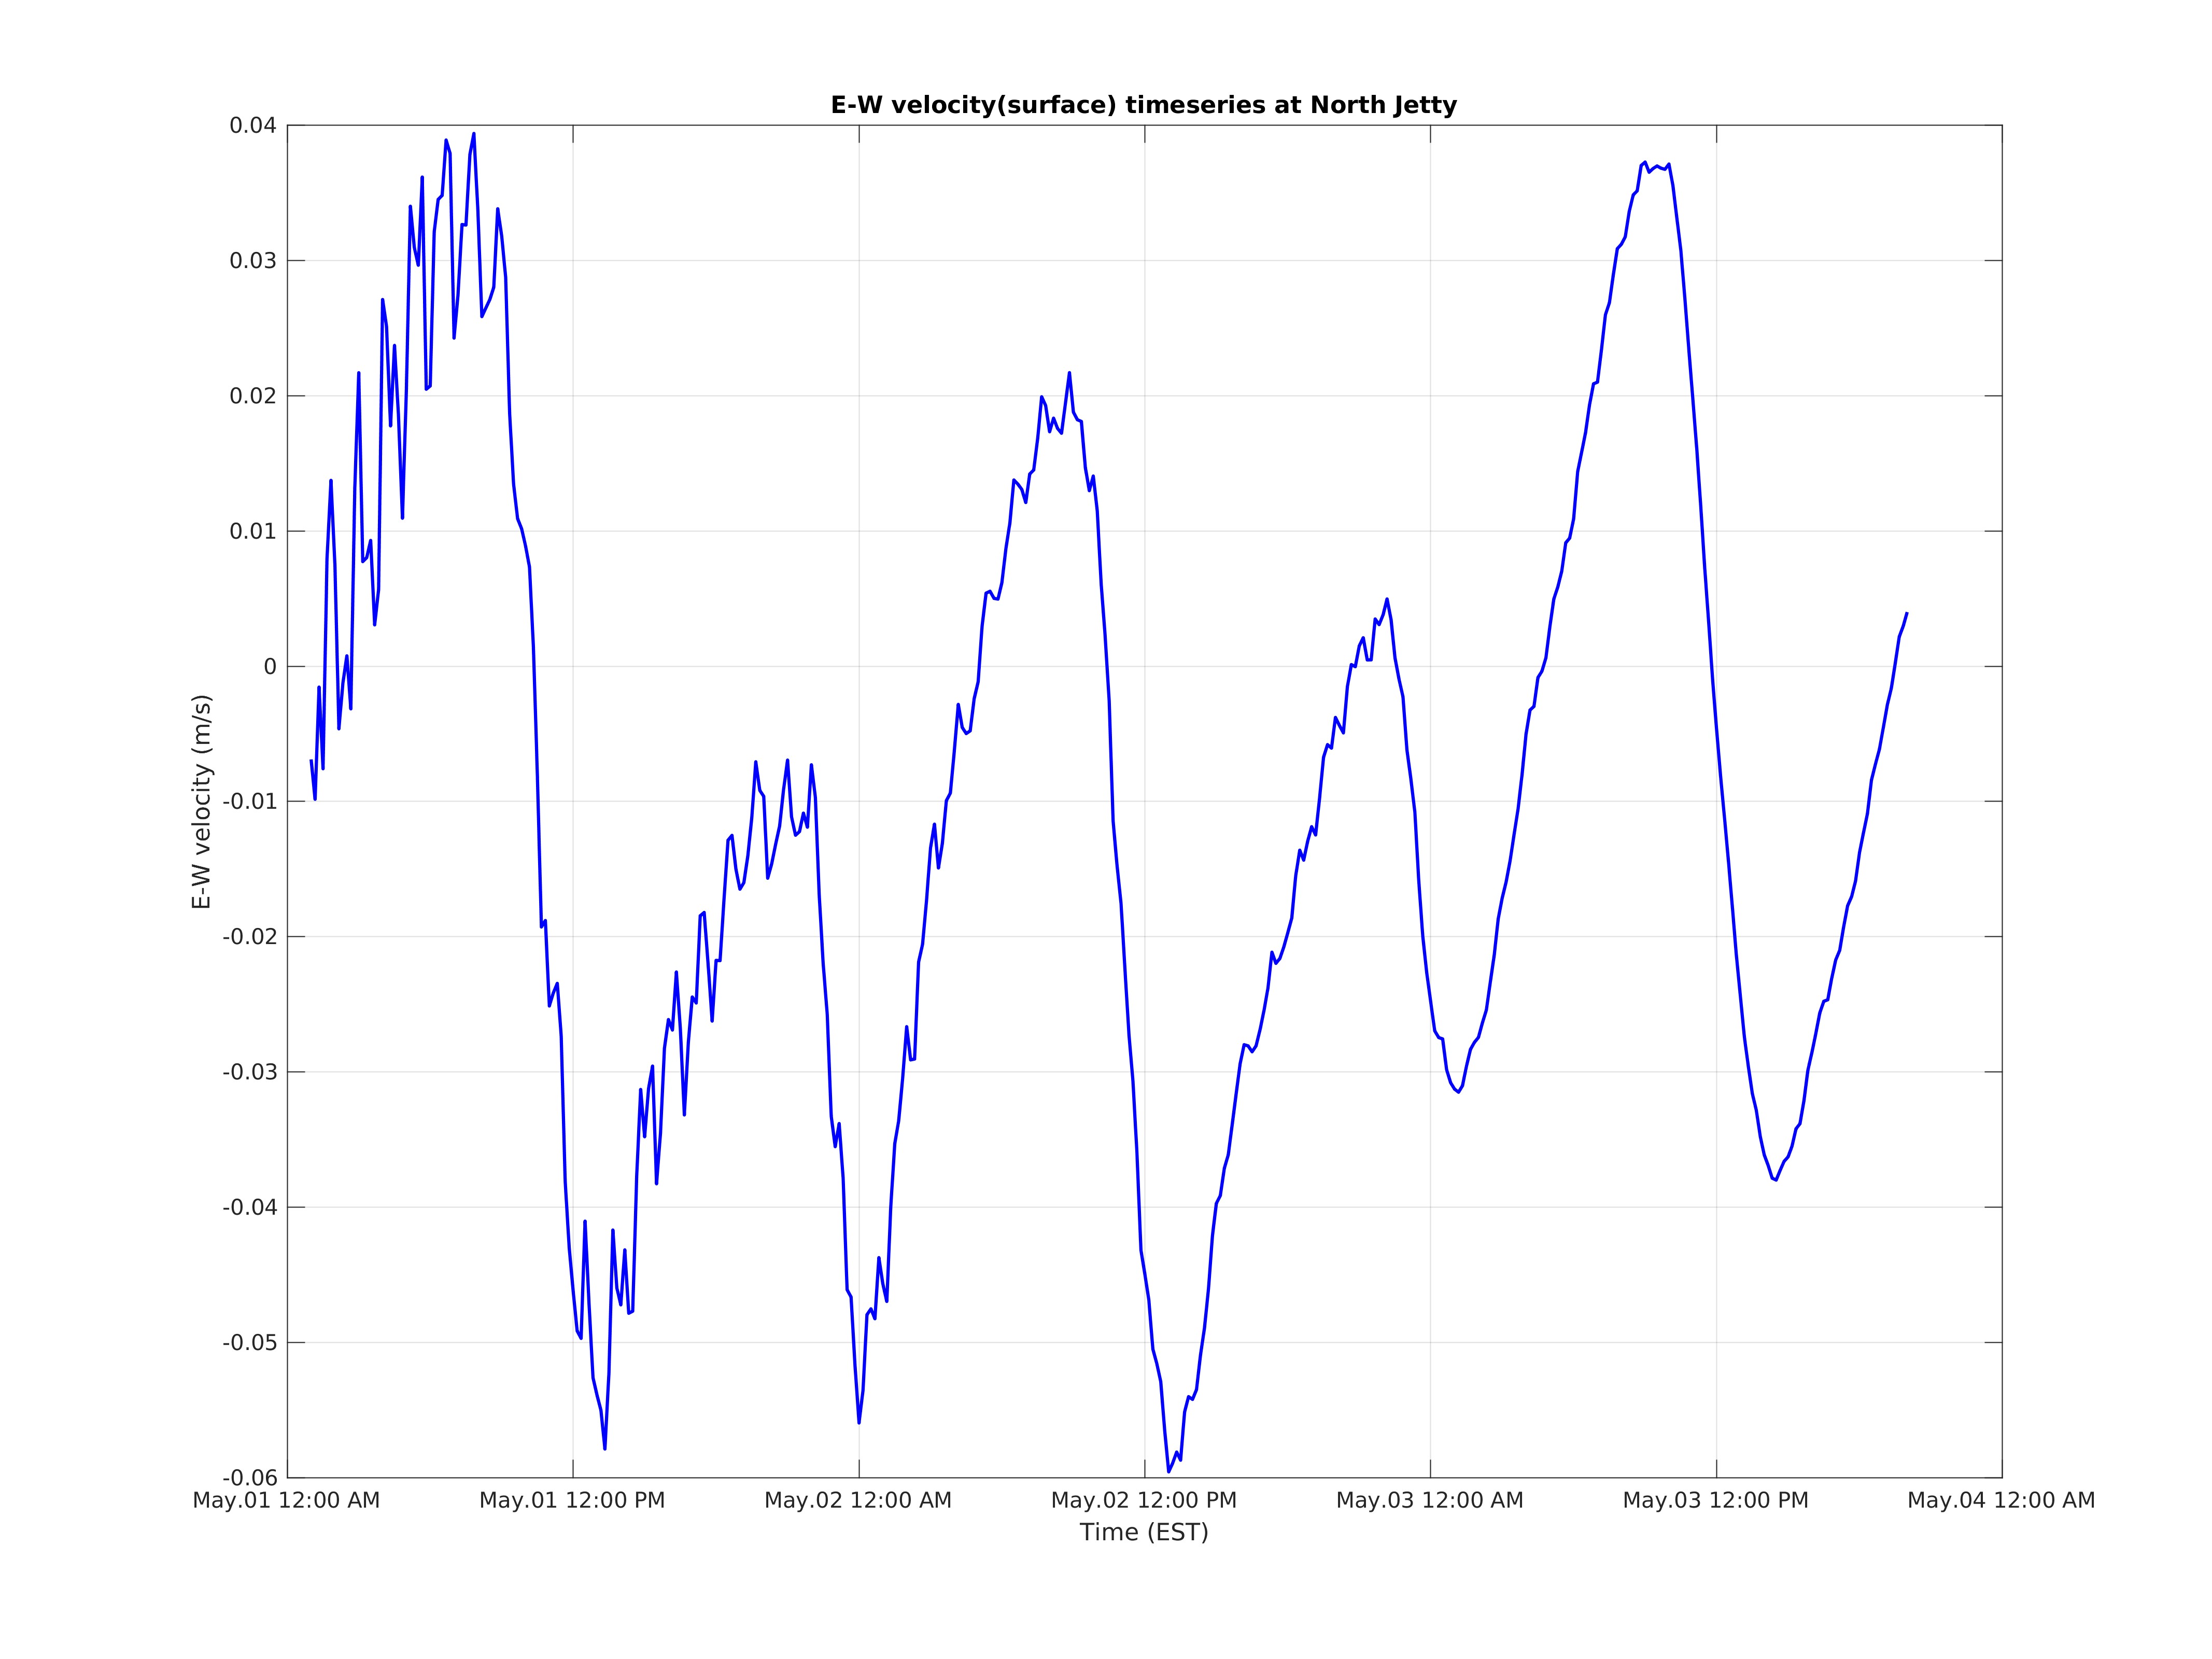 E-W velocity(surface) timeseries at North Jetty
0.04
0.03
0.02
0.01
0
-0.01
-0.02
-0.03
-0.04
-0.05
-0.06
E-W velocity (m/s)
May.01 12:00 AM May.01 12:00 PM May.02 12:00 AM May.02 12:00 PM May.03 12:00 AM May.03 12:00 PM May.04 12:00 AM
Time (EST)